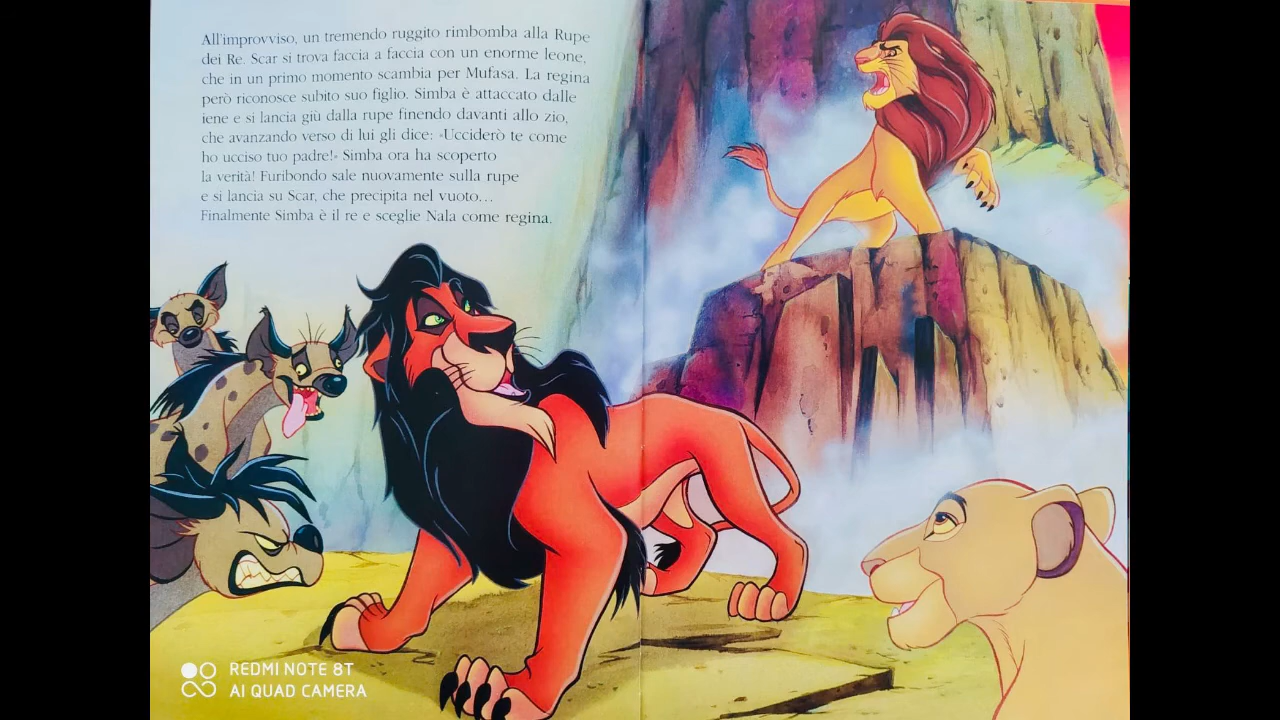 All'improvviso, un tremendo ruggito rimbomba alla Rupe
dei Re. Scar si trova faccia a faccia con un enorme leone,
che in un primo momento scambia per Mufasa. La regina
però riconosce subito suo figlio. Simba è attaccato dalle
iene e si lancia giù dalla rupe finendo davanti allo zio,
che avanzando verso di lui gli dice: «Ucciderò te come
ho ucciso tuo padre!» Simba ora ha scoperto
la verità! Furibondo sale nuovamente sulla rupe
e si lancia su Scar, che precipita nel vuoto...
Finalmente Simba è il re e sceglie Nala come regina.
REDMI NOTE 8T
AI QUAD CAMERA